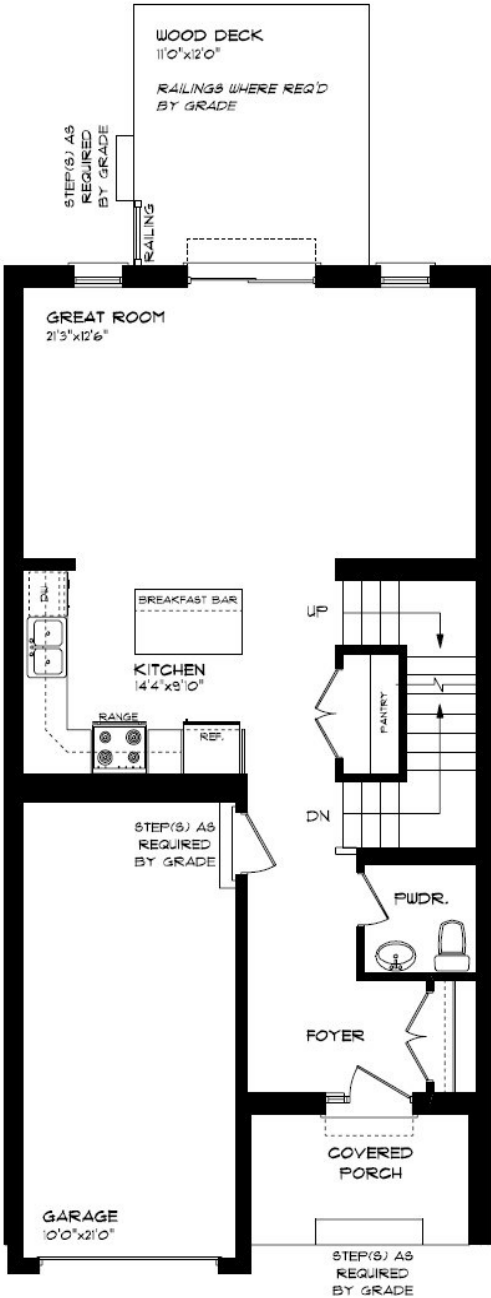 WOOD DECK
11'0"x12'0"
RAILINGS WHERE REQ'D
BY GRADE
STEP(S) AS
REQUIRED
BY GRADE
RAILING
GREAT ROOM
21'3"x12'6"
DW
BREAKFAST BAR
UP
KITCHEN
14'4"x9'10"
PANTRY
RANGE
REF.
STEP(S) AS
REQUIRED
BY GRADE
DN
PWDR.
FOYER
COVERED
PORCH
GARAGE
10'0"x21'0"
STEP(S) AS
REQUIRED
BY GRADE